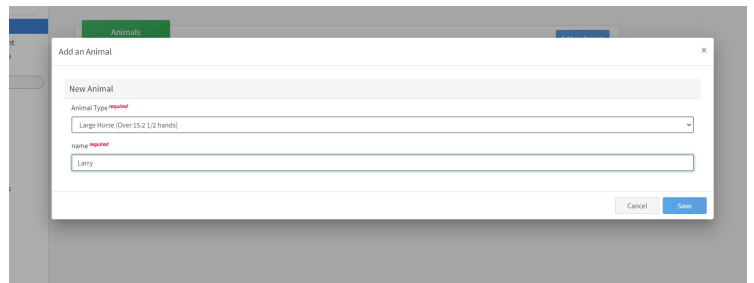 Animals
Add an Animal
×
New Animal
Animal Type required
Large Horse (Over 15.2 1/2 hands)
name required
Larry
Cancel
Save